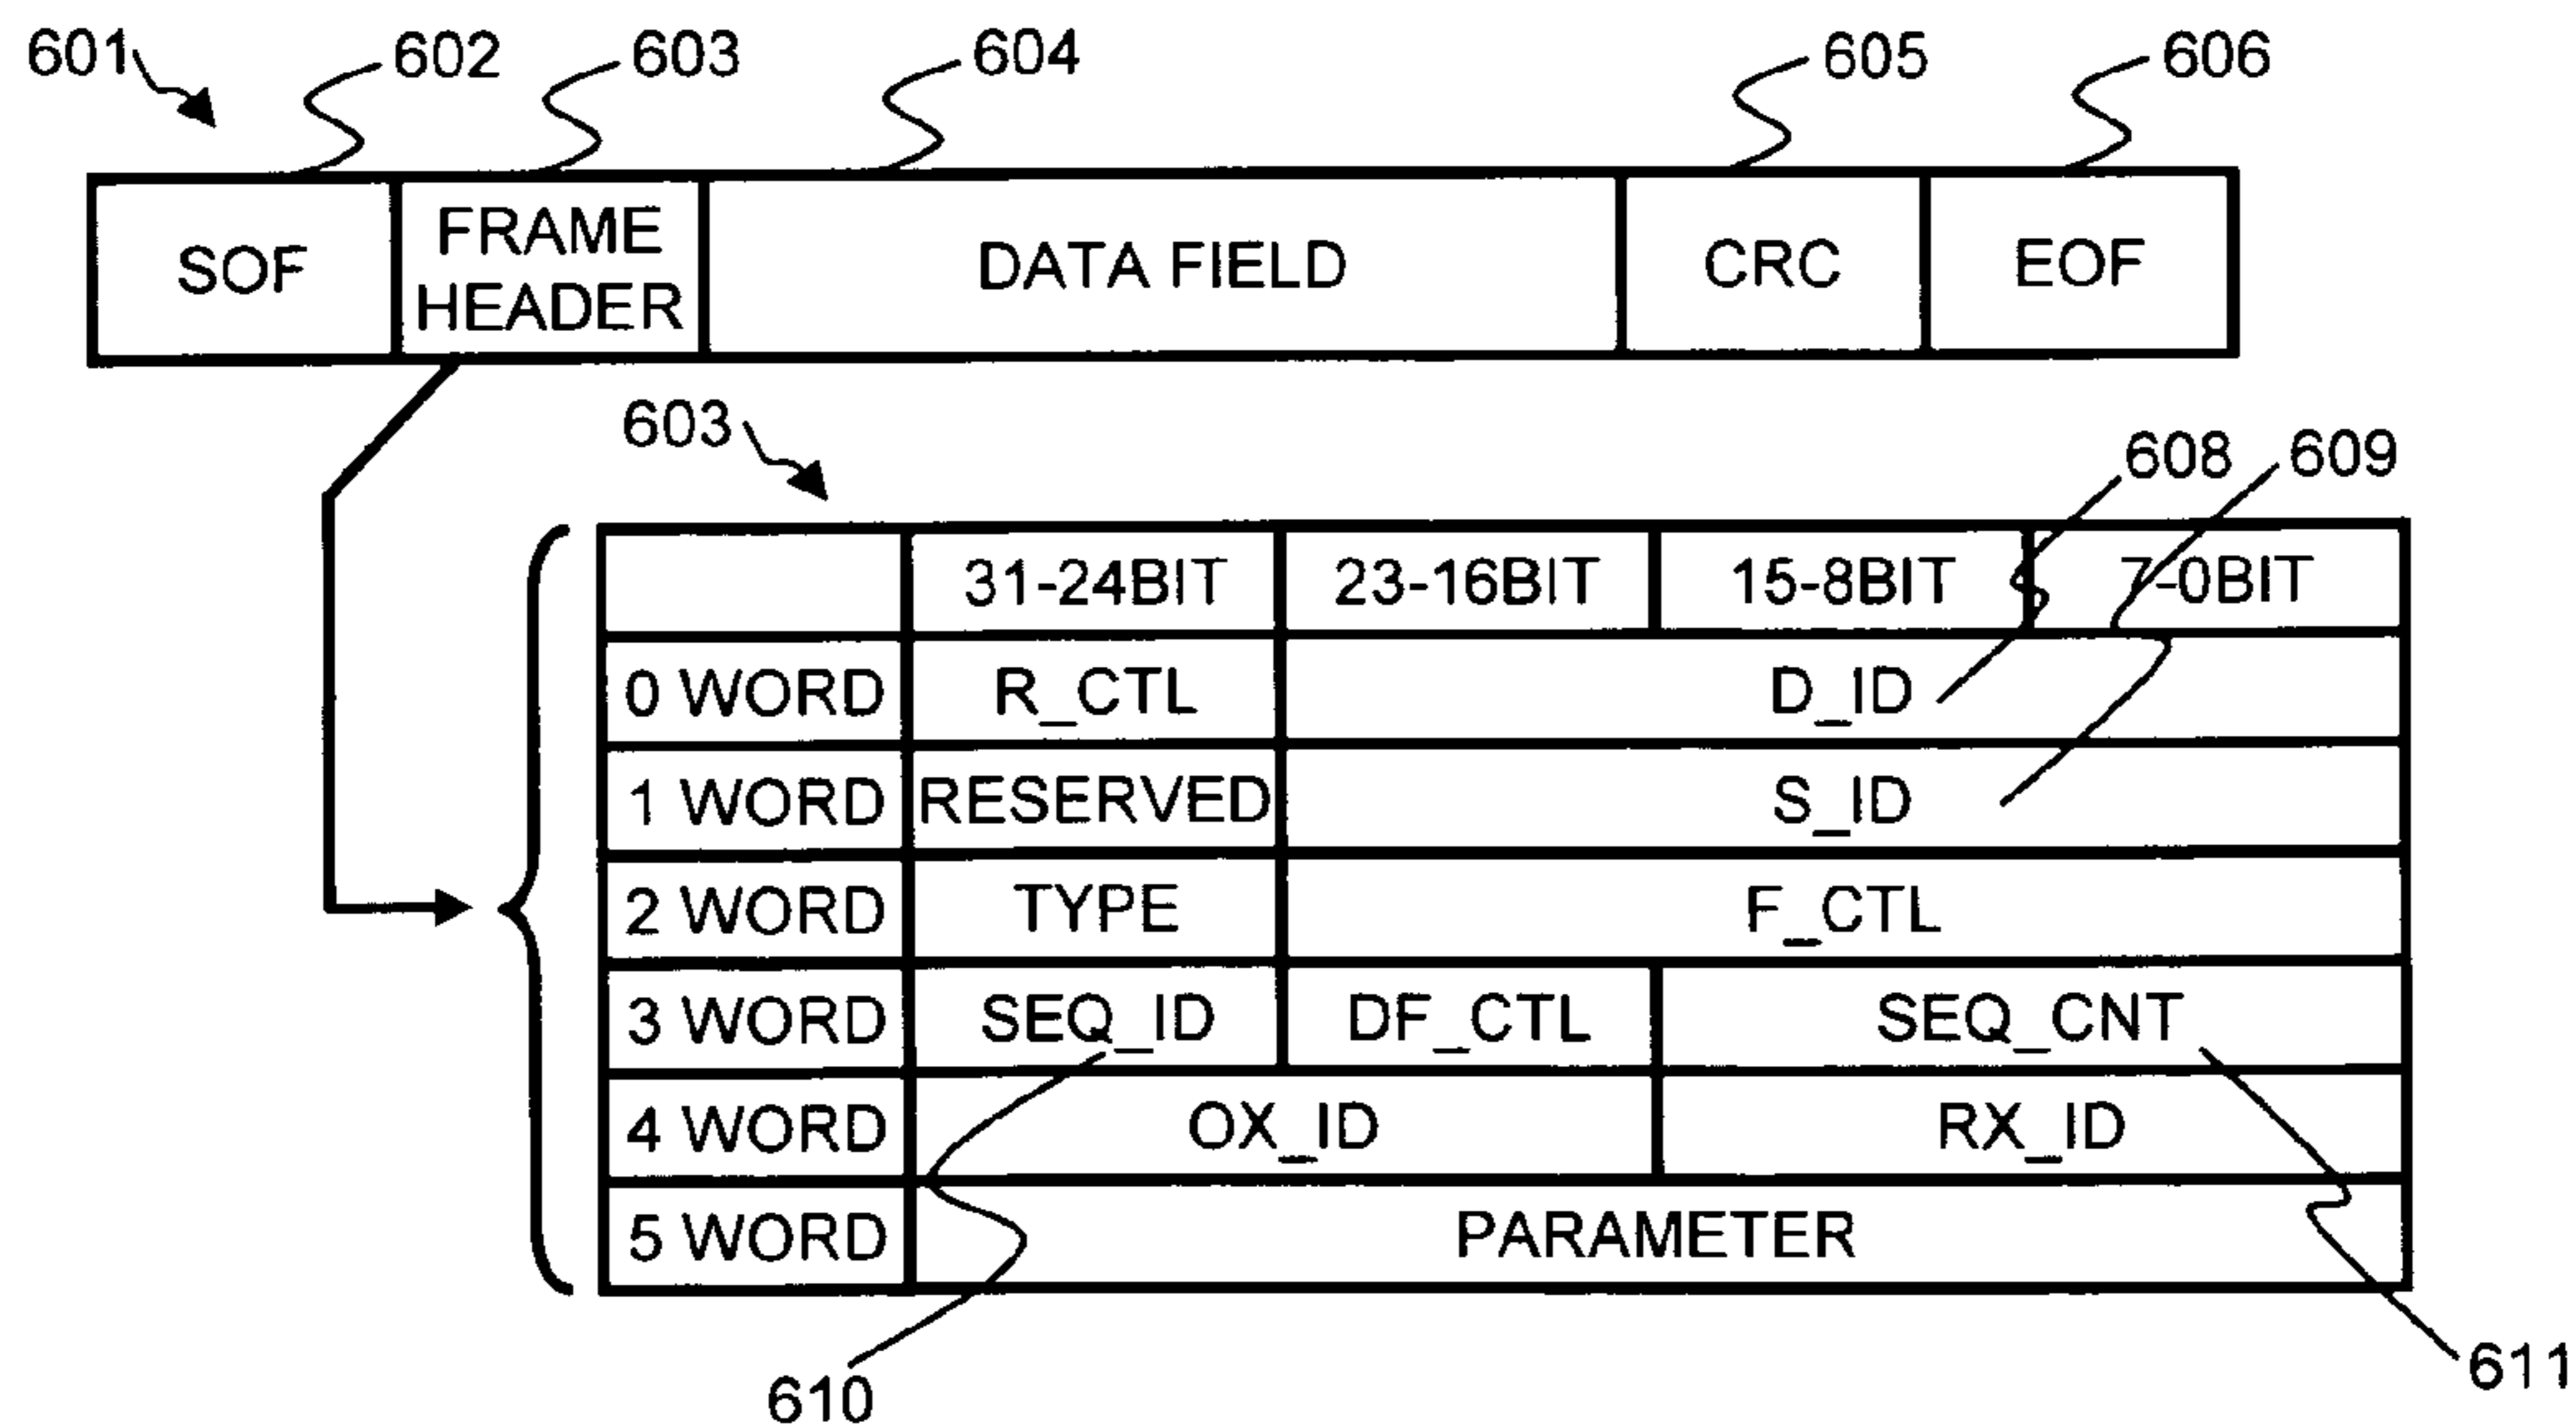 601 602 603 604 605 606
SOF FRAME HEADER DATA FIELD CRC EOF
603 608 609
31-24BIT 23-16BIT 15-8BIT 7-0BIT
0 WORD R_CTL D_ID
1 WORD RESERVED S_ID
2 WORD TYPE F_CTL
3 WORD SEQ_ID DF_CTL SEQ_CNT
4 WORD OX_ID RX_ID
5 WORD PARAMETER
610 611